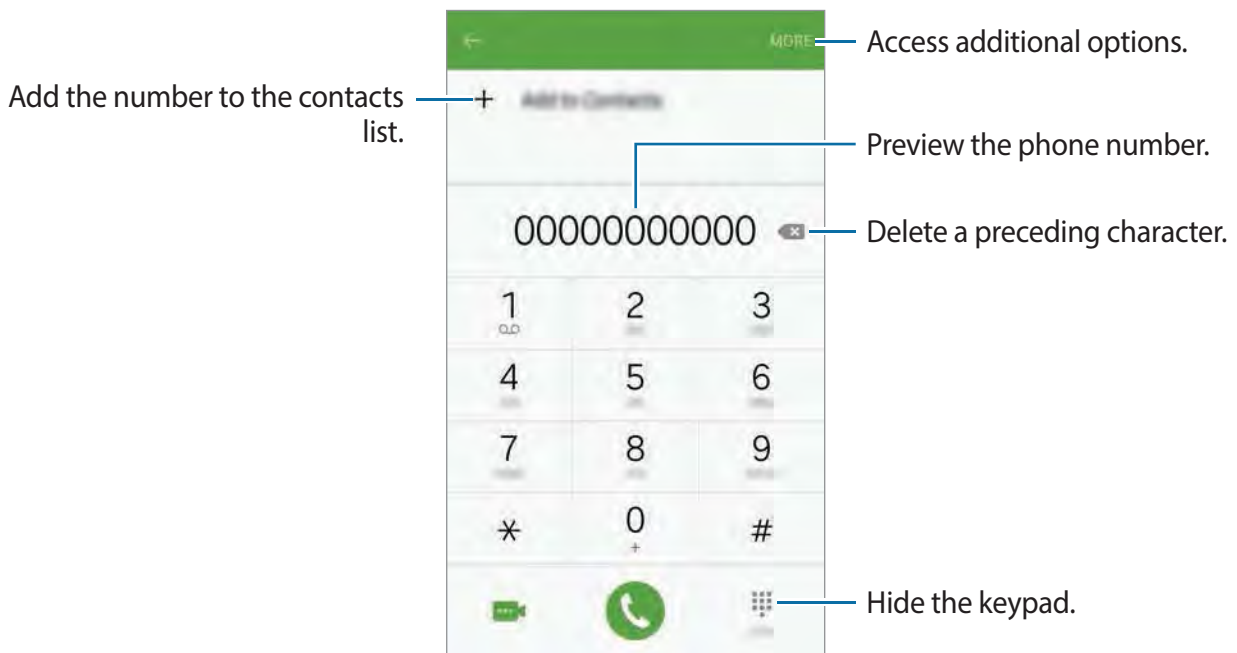 MORE
Access additional options.
Add the number to the contacts
list.
Add to Contacts
Preview the phone number.
00000000000
Delete a preceding character.
1 2 3
4 5 6
7 8 9
* 0 #
+
Hide the keypad.